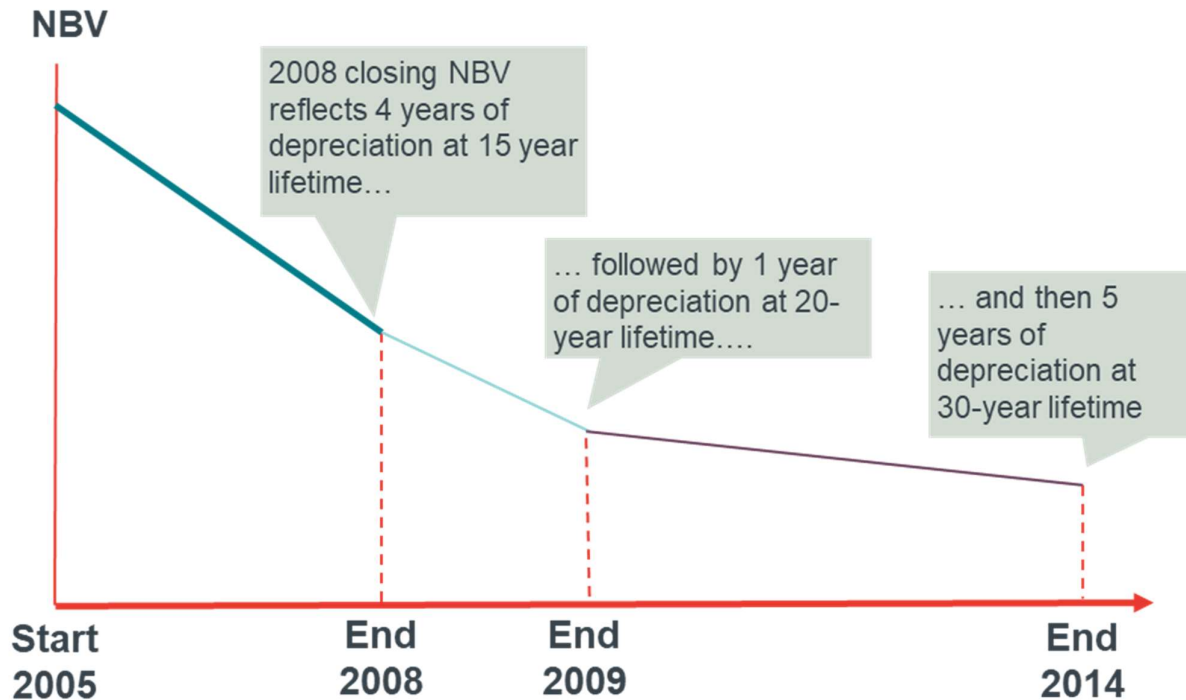 NBV
2008 closing NBV
reflects 4 years of
depreciation at 15 year
lifetime…
… followed by 1 year
of depreciation at 20-
year lifetime….
… and then 5
years of
depreciation at
30-year lifetime
Start
2005
End
2008
End
2009
End
2014